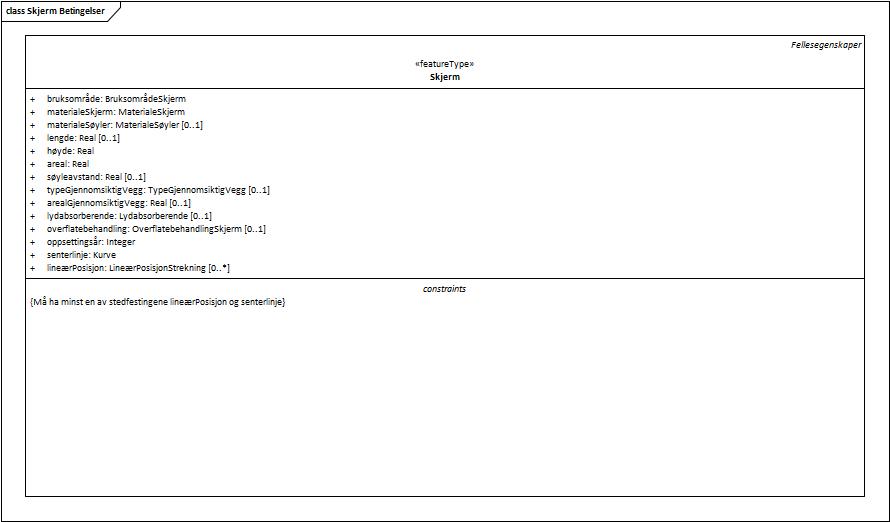 class Skjerm Betingelser
Fellesegenskaper
«featureType»
Skjerm
+ bruksområde: BruksområdeSkjerm
+ materialeSkjerm: MaterialeSkjerm
+ materialeSøyler: MaterialeSøyler [0..1]
+ lengde: Real [0..1]
+ høyde: Real
+ areal: Real
+ søyleavstand: Real [0..1]
+ typeGjennomsiktigVegg: TypeGjennomsiktigVegg [0..1]
+ arealGjennomsiktigVegg: Real [0..1]
+ lydabsorberende: Lydabsorberende [0..1]
+ overflatebehandling: OverflatebehandlingSkjerm [0..1]
+ oppsettingsår: Integer
+ senterlinje: Kurve
+ lineærPosisjon: LineærPosisjonStrekning [0..*]
constraints
{Må ha minst en av stedfestingene lineærPosisjon og senterlinje}